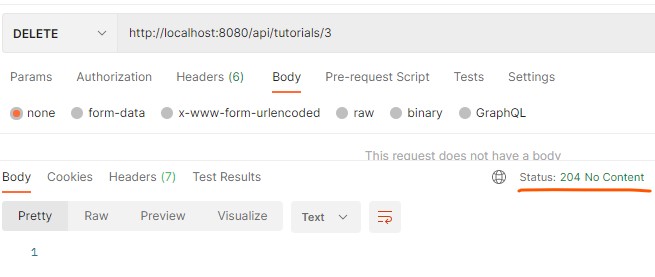 DELETE http://localhost:8080/api/tutorials/3
Params Authorization Headers (6) Body Pre-request Script Tests Settings
none form-data x-www-form-urlencoded raw binary GraphQL
This request does not have a body
Body Cookies Headers (7) Test Results Status: 204 No Content
Pretty Raw Preview Visualize Text
1